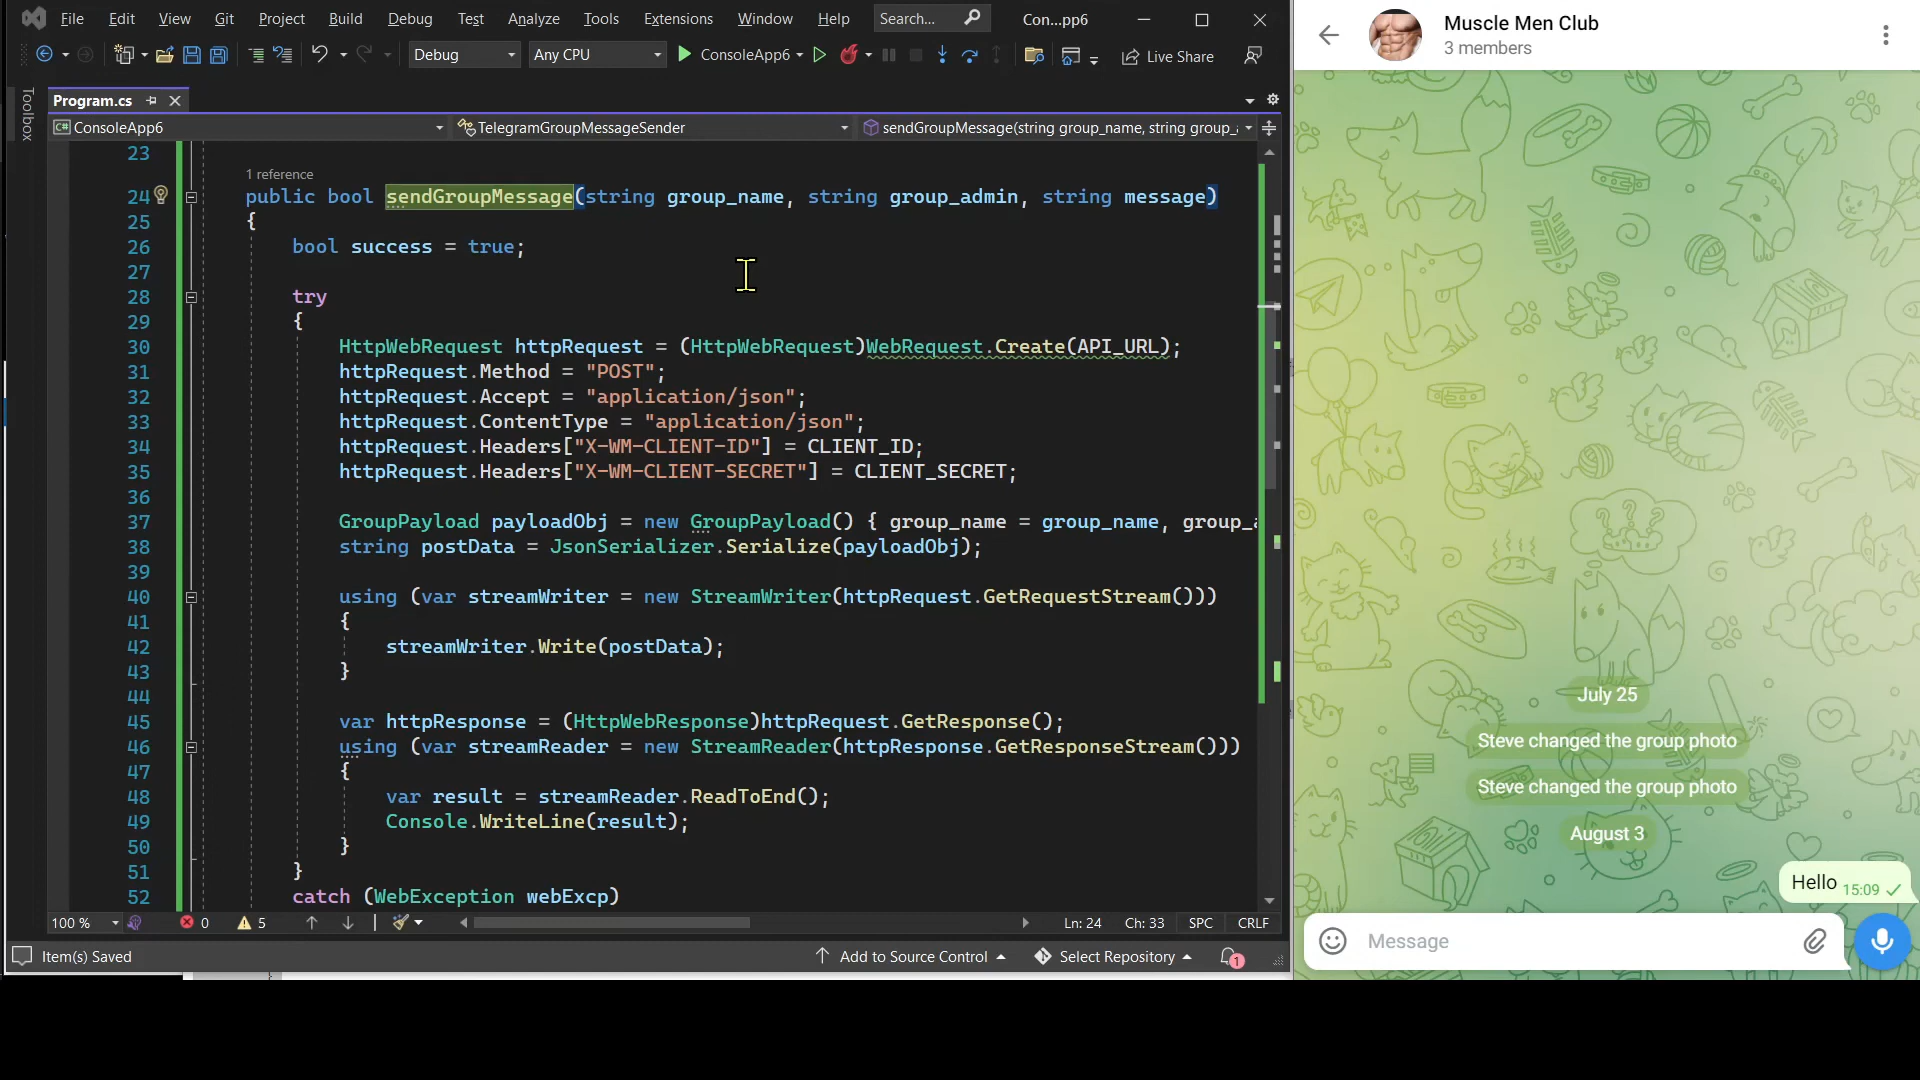 File Edit View Git Project Build Debug Test Analyze Tools Extensions Window Help Search... Con...pp6
Debug Any CPU ConsoleApp6 Live Share
Toolbox
Program.cs
ConsoleApp6 TelegramGroupMessageSender sendGroupMessage(string group_name, string group_
23
1 reference
24 public bool sendGroupMessage(string group_name, string group_admin, string message)
25 {
26 bool success = true;
27
28 try
29 {
30 HttpWebRequest httpRequest = (HttpWebRequest)WebRequest.Create(API_URL);
31 httpRequest.Method = "POST";
32 httpRequest.Accept = "application/json";
33 httpRequest.ContentType = "application/json";
34 httpRequest.Headers["X-WM-CLIENT-ID"] = CLIENT_ID;
35 httpRequest.Headers["X-WM-CLIENT-SECRET"] = CLIENT_SECRET;
36
37 GroupPayload payloadObj = new GroupPayload() { group_name = group_name, group_
38 string postData = JsonSerializer.Serialize(payloadObj);
39
40 using (var streamWriter = new StreamWriter(httpRequest.GetRequestStream()))
41 {
42 streamWriter.Write(postData);
43 }
44
45 var httpResponse = (HttpWebResponse)httpRequest.GetResponse();
46 using (var streamReader = new StreamReader(httpResponse.GetResponseStream()))
47 {
48 var result = streamReader.ReadToEnd();
49 Console.WriteLine(result);
50 }
51 }
52 catch (WebException webExcp)
100 % 0 5 Ln: 24 Ch: 33 SPC CRLF
Item(s) Saved Add to Source Control Select Repository 1
Muscle Men Club
3 members
July 25
Steve changed the group photo
Steve changed the group photo
August 3
Hello 15:09
Message